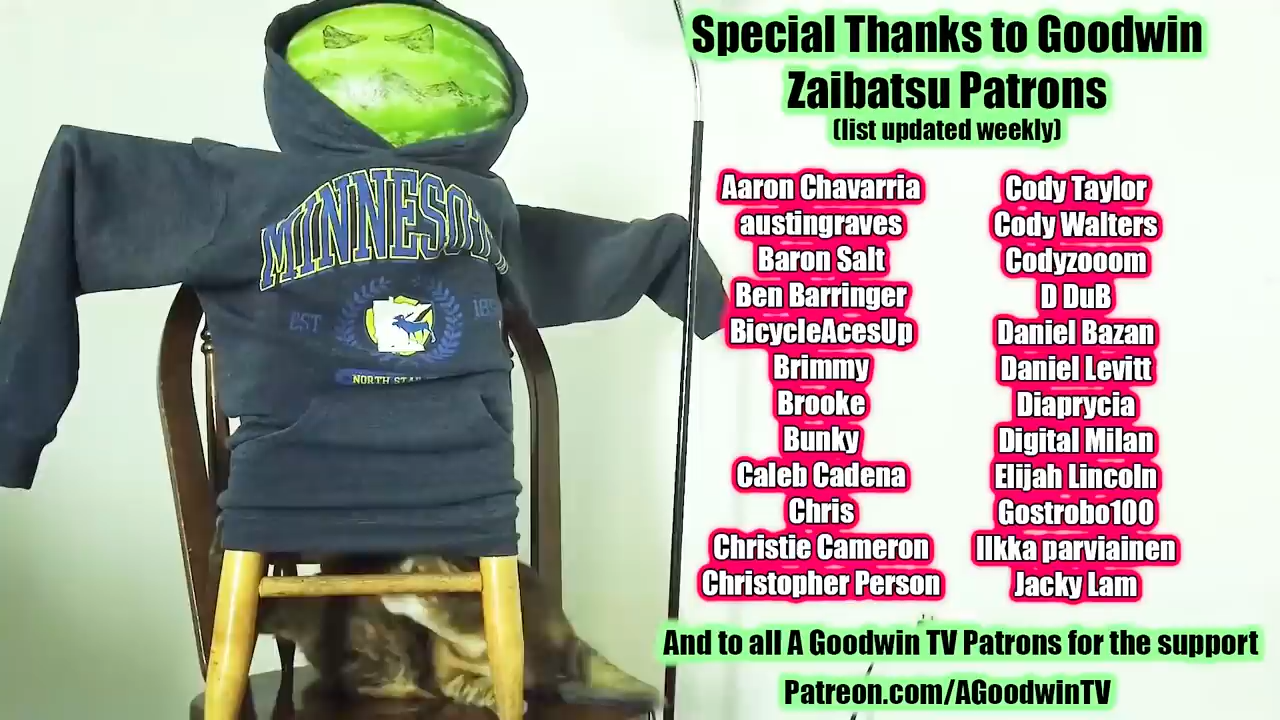 Special Thanks to Goodwin
Zaibatsu Patrons
(list updated weekly)
Aaron Chavarria
austingraves
Baron Salt
Ben Barringer
BicycleAcesUp
Brimmy
Brooke
Bunky
Caleb Cadena
Chris
Christie Cameron
Christopher Person
Cody Taylor
Cody Walters
Codyzooom
D DuB
Daniel Bazan
Daniel Levitt
Diaprycia
Digital Milan
Elijah Lincoln
Gostrobo100
Ilkka parviainen
Jacky Lam
And to all A Goodwin TV Patrons for the support
Patreon.com/AGoodwinTV
MINNESOT
EST
NORTH STA